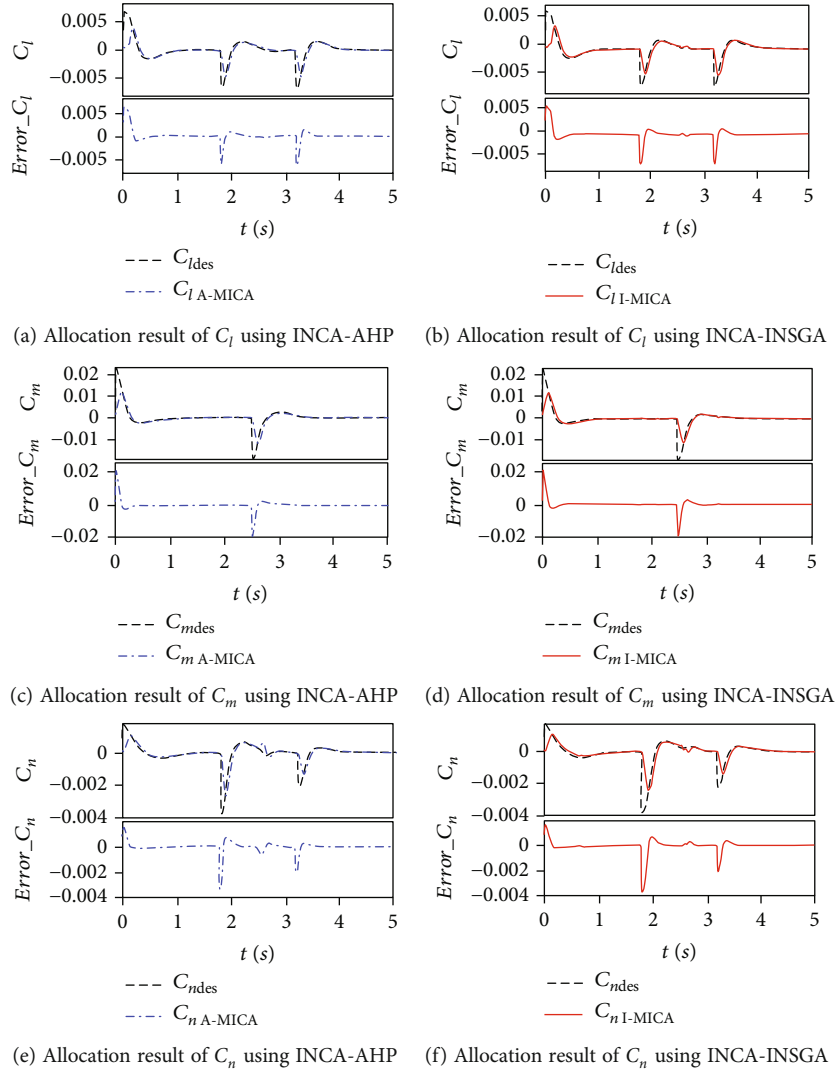 0.005
0
−0.005
C_l
0.005
0
0.005
Error_C_l
0 1 2 3 4 5
t (s)
C_ldes
C_l A-MICA
(a) Allocation result of C_l using INCA-AHP
0.005
0
−0.005
C_l
0.005
0
0.005
Error_C_l
0 1 2 3 4 5
t (s)
C_ldes
C_l I-MICA
(b) Allocation result of C_l using INCA-INSGA
0.02
0.01
0
−0.01
C_m
0.02
0
−0.02
Error_C_m
0 1 2 3 4 5
t (s)
C_mdes
C_m A-MICA
(c) Allocation result of C_m using INCA-AHP
0.02
0.01
0
−0.01
C_m
0.02
0
−0.02
Error_C_m
0 1 2 3 4 5
t (s)
C_mdes
C_m I-MICA
(d) Allocation result of C_m using INCA-INSGA
0
−0.002
−0.004
C_n
0
−0.002
−0.004
Error_C_n
0 1 2 3 4 5
t (s)
C_ndes
C_n A-MICA
(e) Allocation result of C_n using INCA-AHP
0
−0.002
−0.004
C_n
0
−0.002
−0.004
Error_C_n
0 1 2 3 4 5
t (s)
C_ndes
C_n I-MICA
(f) Allocation result of C_n using INCA-INSGA